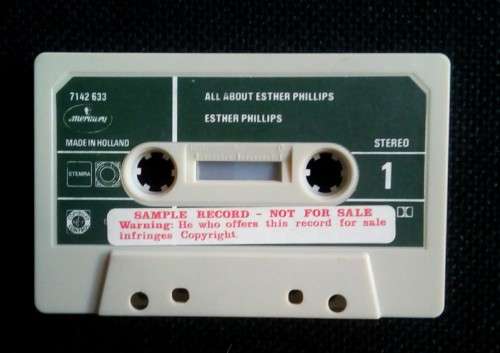 7142 633
ALL ABOUT ESTHER PHILLIPS
mercury
ESTHER PHILLIPS
MADE IN HOLLAND
STEREO
STEMRA
1
SAMPLE RECORD - NOT FOR SALE
Warning: He who offers this record for sale
infringes Copyright.